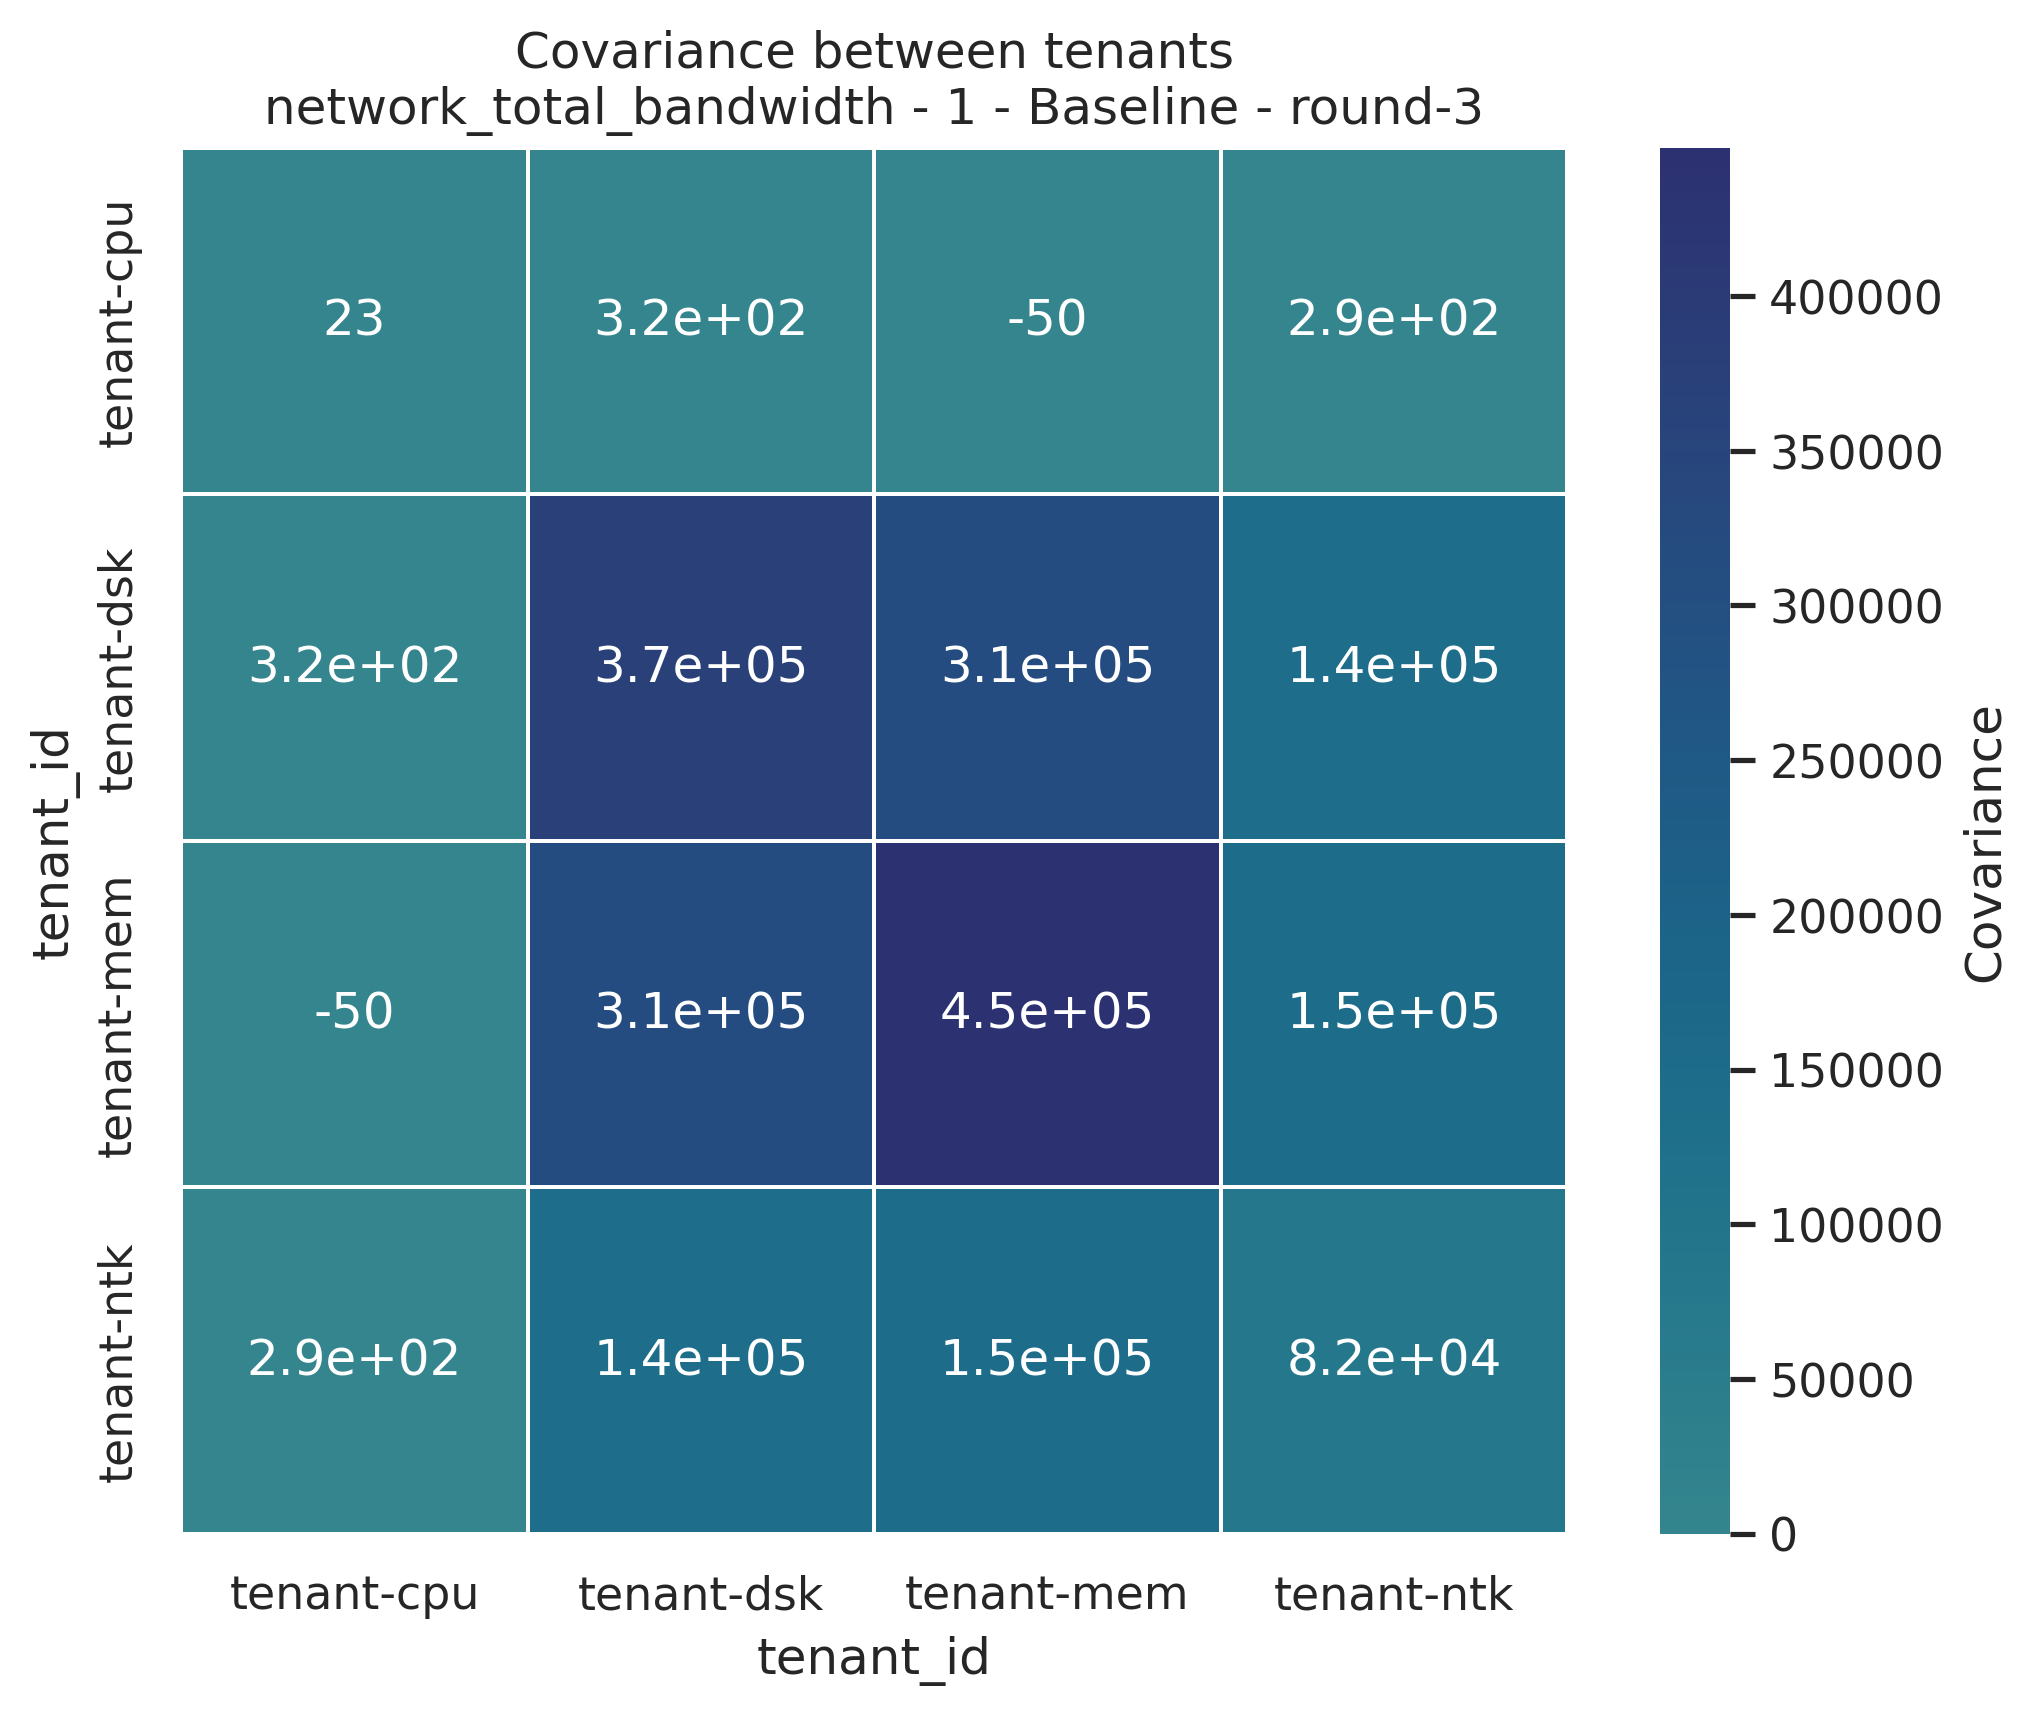 Covariance between tenants
network_total_bandwidth - 1 - Baseline - round-3
tenant_id
tenant-cpu
23 3.2e+02 -50 2.9e+02
tenant-dsk
3.2e+02 3.7e+05 3.1e+05 1.4e+05
tenant-mem
-50 3.1e+05 4.5e+05 1.5e+05
tenant-ntk
2.9e+02 1.4e+05 1.5e+05 8.2e+04
tenant-cpu tenant-dsk tenant-mem tenant-ntk
tenant_id
400000
350000
300000
250000
200000
150000
100000
50000
0
Covariance